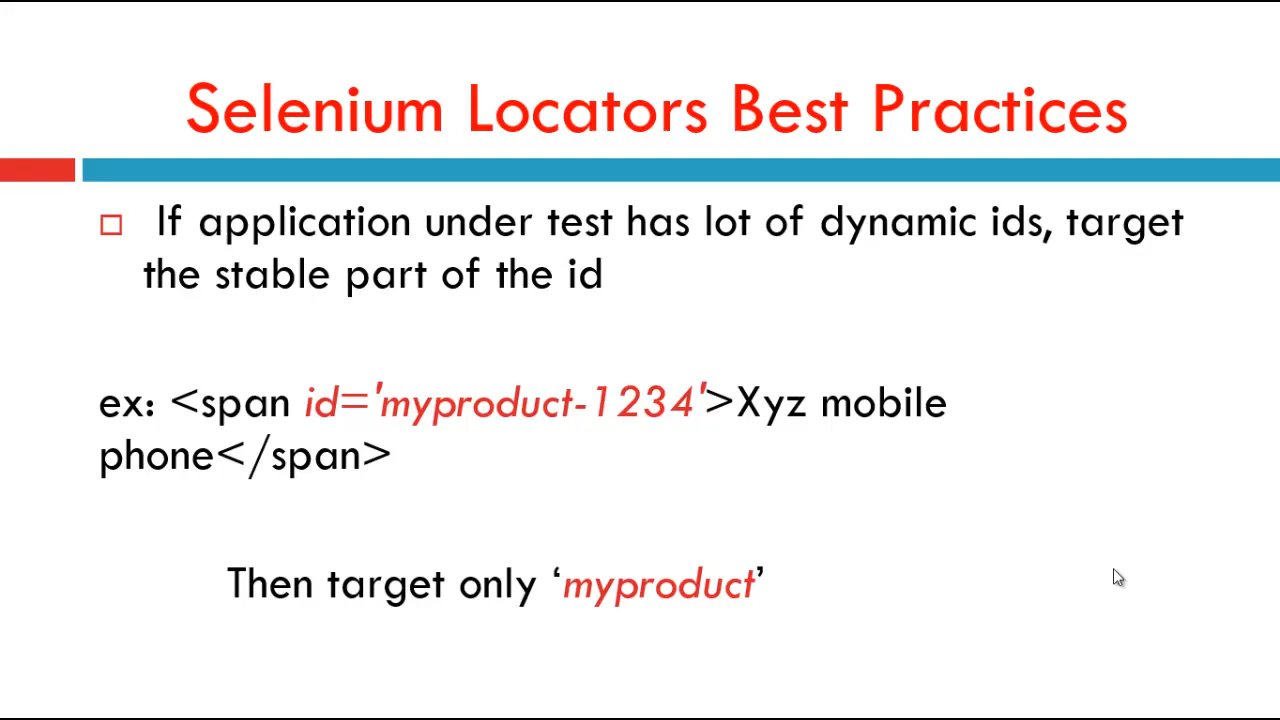 Selenium Locators Best Practices
If application under test has lot of dynamic ids, target
the stable part of the id
ex: <span id='myproduct-1234'>Xyz mobile
phone</span>
Then target only ‘myproduct’